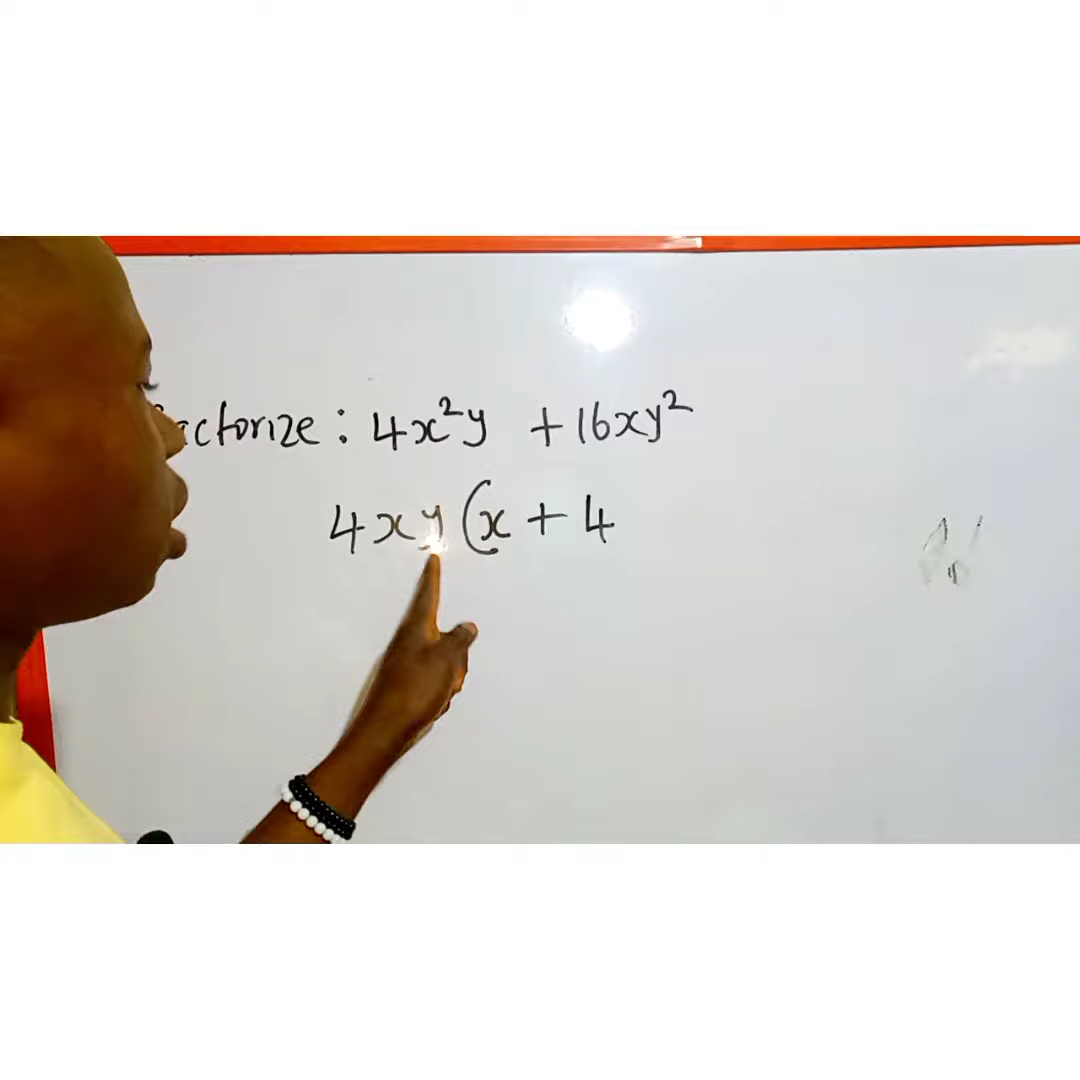 actorize: 4x²y + 16xy²
4xy(x + 4